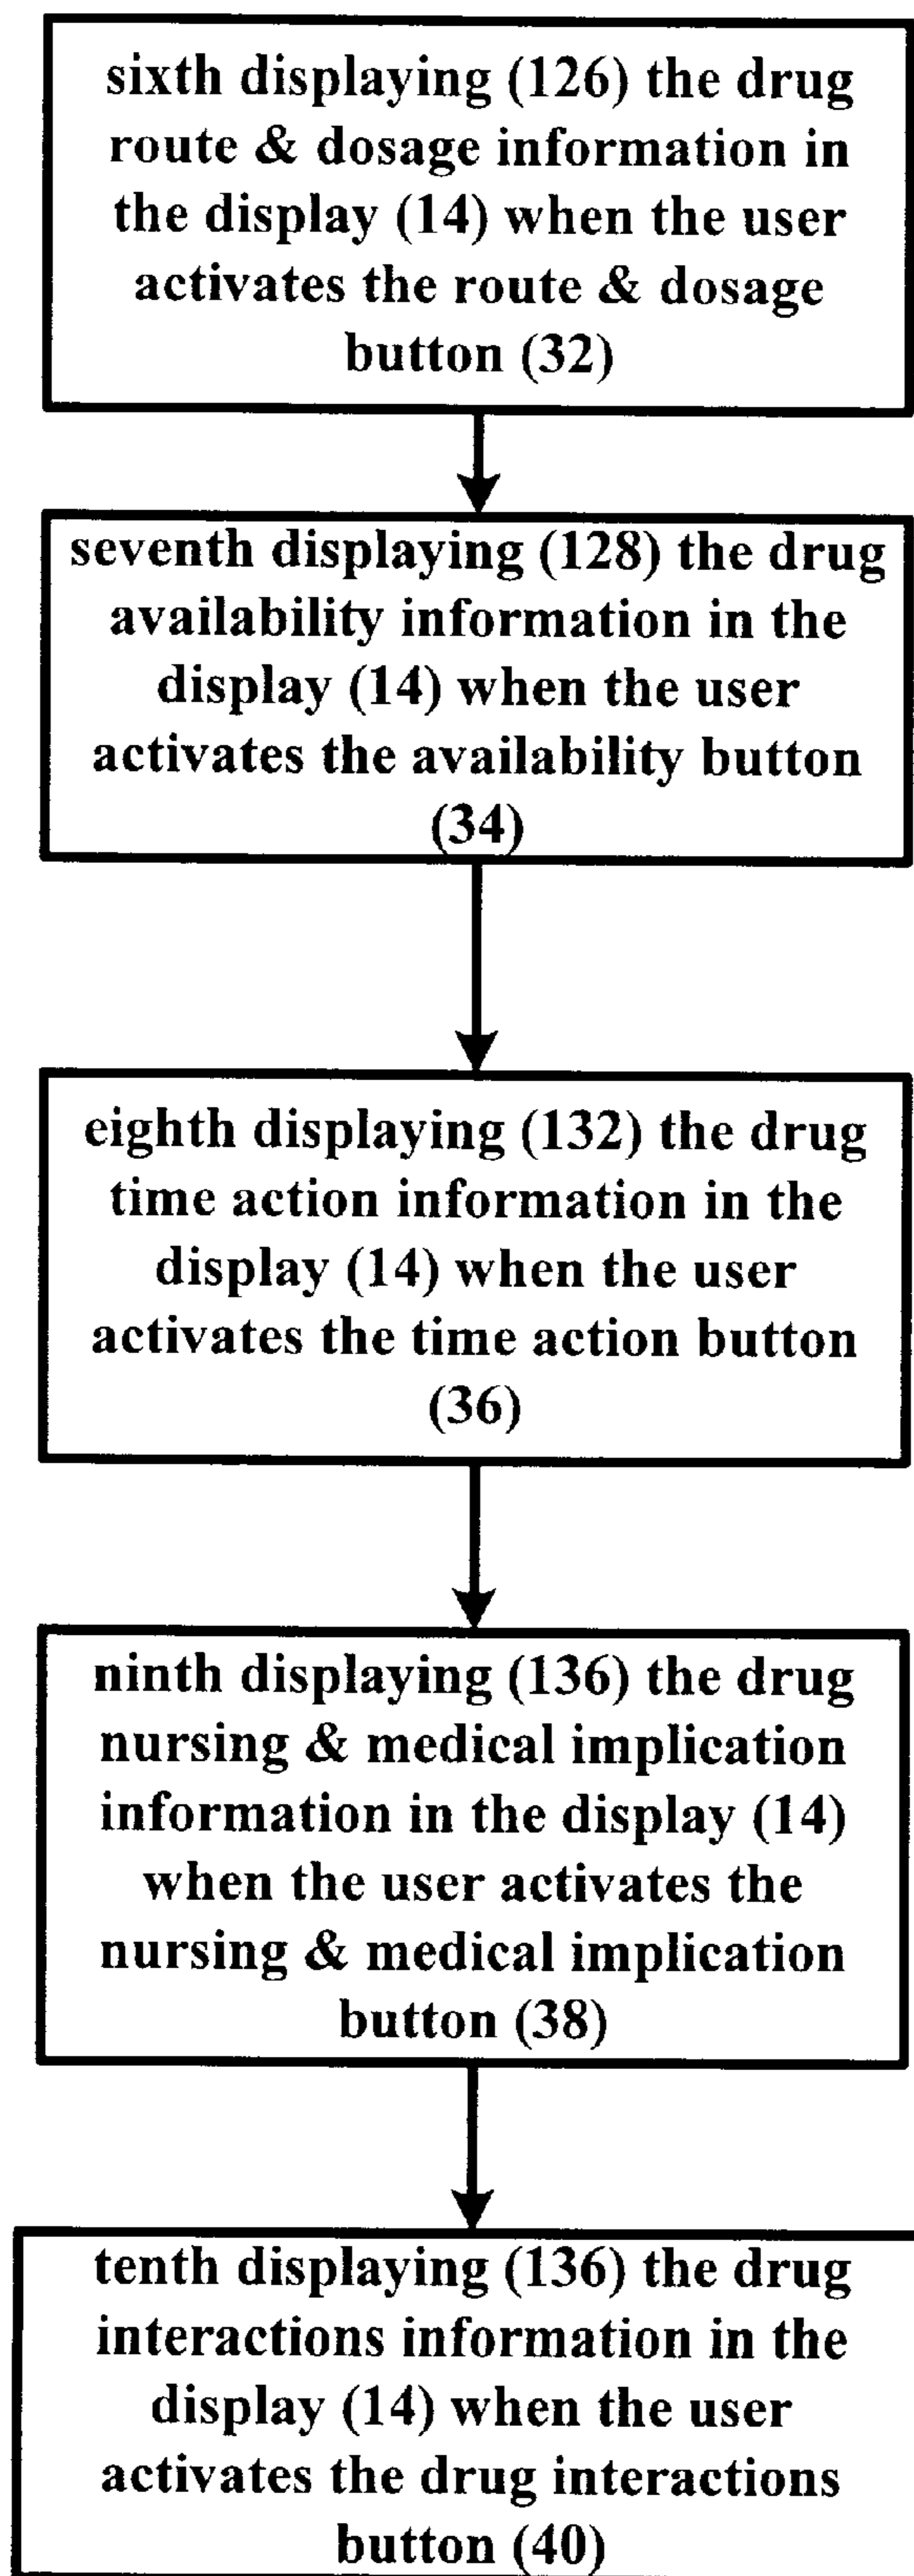 sixth displaying (126) the drug
route & dosage information in
the display (14) when the user
activates the route & dosage
button (32)
seventh displaying (128) the drug
availability information in the
display (14) when the user
activates the availability button
(34)
eighth displaying (132) the drug
time action information in the
display (14) when the user
activates the time action button
(36)
ninth displaying (136) the drug
nursing & medical implication
information in the display (14)
when the user activates the
nursing & medical implication
button (38)
tenth displaying (136) the drug
interactions information in the
display (14) when the user
activates the drug interactions
button (40)